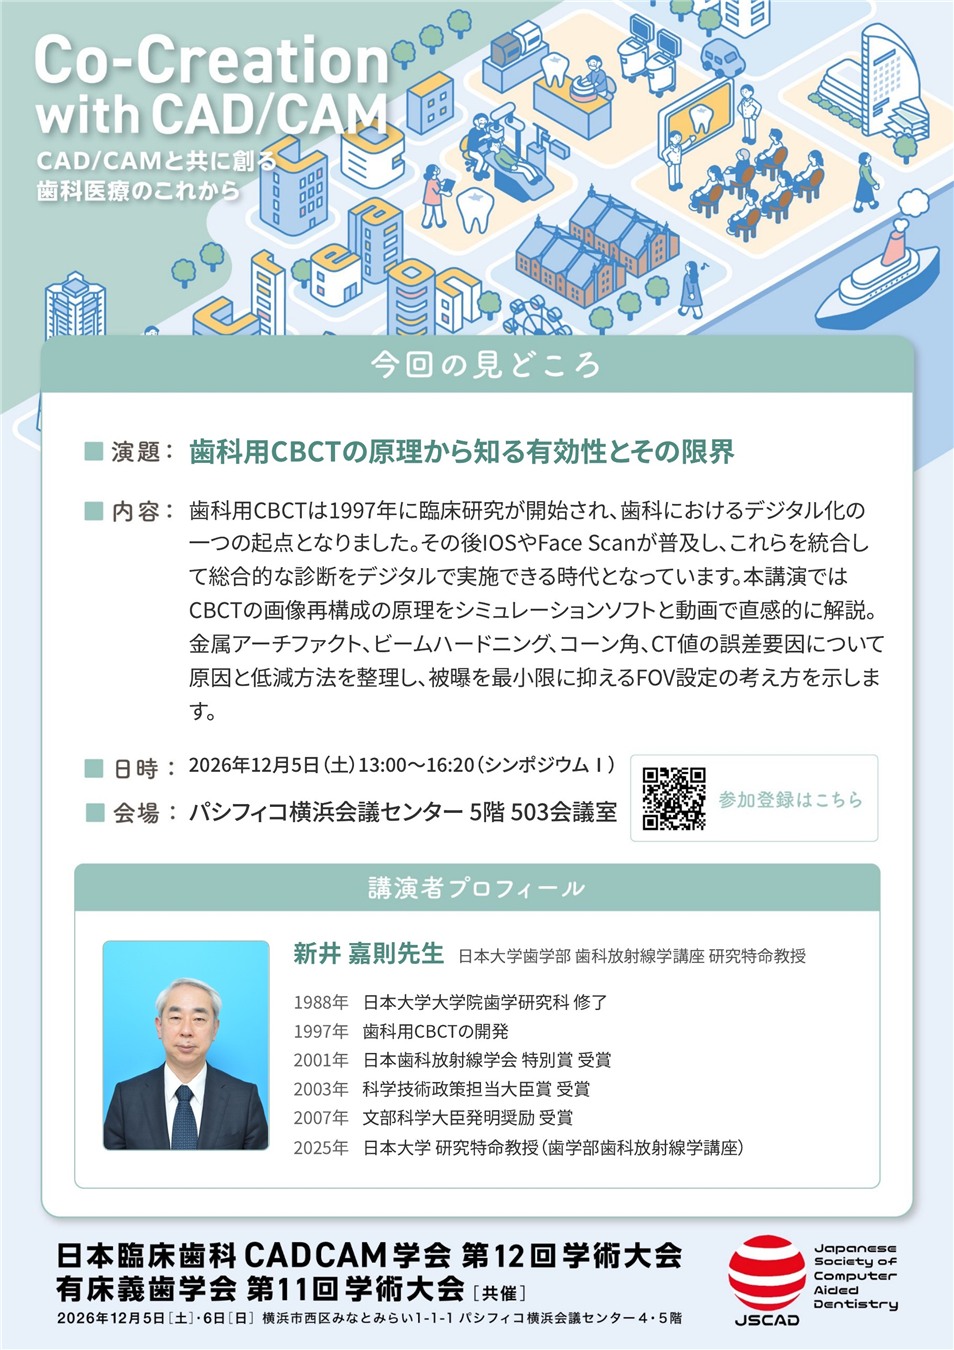 Co-Creation
with CAD/CAM
CAD/CAMと共に創る
歯科医療のこれから
今回の見どころ
演題： 歯科用CBCTの原理から知る有効性とその限界
内容： 歯科用CBCTは1997年に臨床研究が開始され、歯科におけるデジタル化の
一つの起点となりました。その後IOSやFace Scanが普及し、これらを統合し
て総合的な診断をデジタルで実施できる時代となっています。本講演では
CBCTの画像再構成の原理をシミュレーションソフトと動画で直感的に解説。
金属アーチファクト、ビームハードニング、コーン角、CT値の誤差要因について
原因と低減方法を整理し、被曝を最小限に抑えるFOV設定の考え方を示しま
す。
日時： 2026年12月5日（土）13:00〜16:20（シンポジウムⅠ）
会場： パシフィコ横浜会議センター 5階 503会議室
参加登録はこちら
講演者プロフィール
新井 嘉則先生 日本大学歯学部 歯科放射線学講座 研究特命教授
1988年 日本大学大学院歯学研究科 修了
1997年 歯科用CBCTの開発
2001年 日本歯科放射線学会 特別賞 受賞
2003年 科学技術政策担当大臣賞 受賞
2007年 文部科学大臣発明奨励 受賞
2025年 日本大学 研究特命教授（歯学部歯科放射線学講座）
日本臨床歯科CADCAM学会 第12回学術大会
有床義歯学会 第11回学術大会［共催］
2026年12月5日［土］・6日［日］ 横浜市西区みなとみらい1-1-1 パシフィコ横浜会議センター4・5階
JSCAD
Japanese
Society of
Computer
Aided
Dentistry